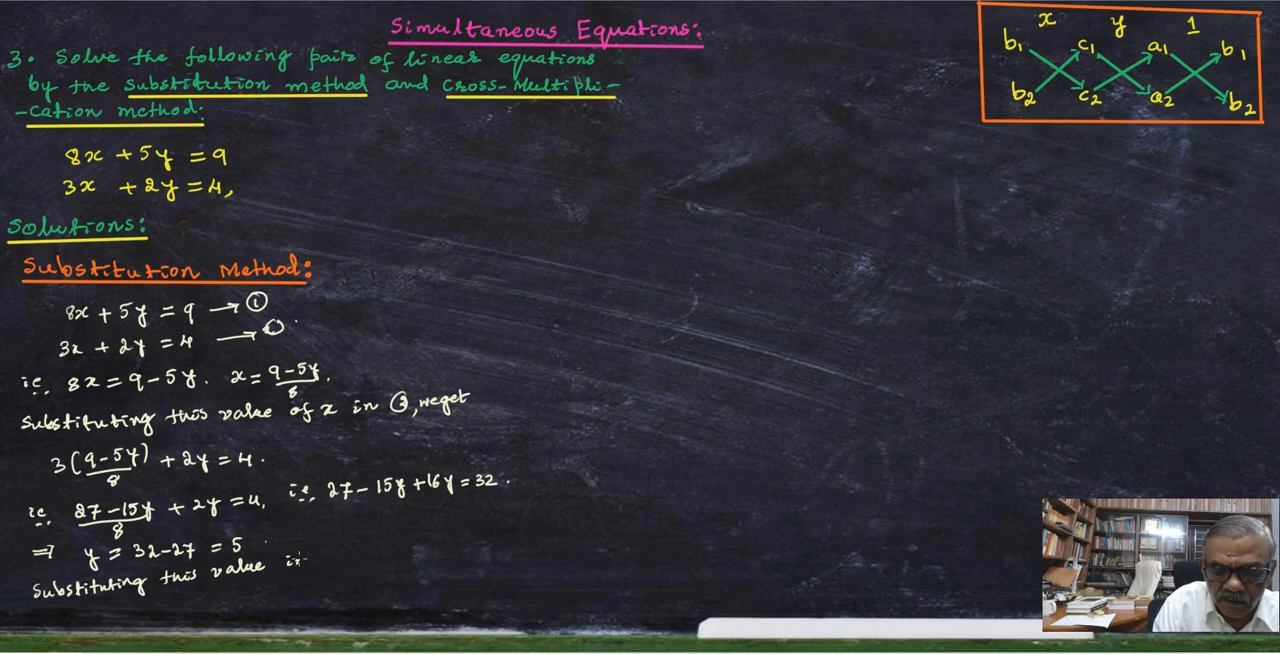 Simultaneous Equations:
3. Solve the following pair of linear equations
by the substitution method and Cross-Multipli-
-cation method:
8x + 5y = 9
3x + 2y = 4,
Solutions:
Substitution Method:
8x + 5y = 9 → ①
3x + 2y = 4 →
i.e. 8x = 9 - 5y. x = (9-5y)/8.
Substituting this value of x in ②, we get
3((9-5y)/8) + 2y = 4.
i.e. (27-15y)/8 + 2y = 4, i.e. 27 - 15y + 16y = 32.
⇒ y = 32-27 = 5
Substituting this value in
x y 1
b1 c1 a1 b1
b2 c2 a2 b2